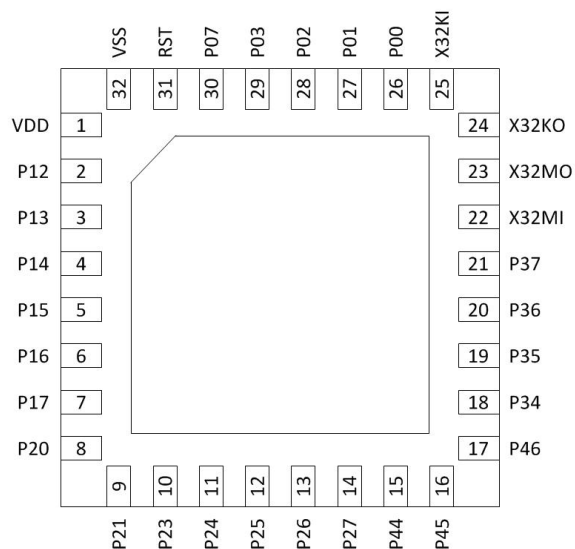 VSS RST P07 P03 P02 P01 P00 X32KI
32 31 30 29 28 27 26 25
VDD 1 24 X32KO
P12 2 23 X32MO
P13 3 22 X32MI
P14 4 21 P37
P15 5 20 P36
P16 6 19 P35
P17 7 18 P34
P20 8 17 P46
9 10 11 12 13 14 15 16
P21 P23 P24 P25 P26 P27 P44 P45